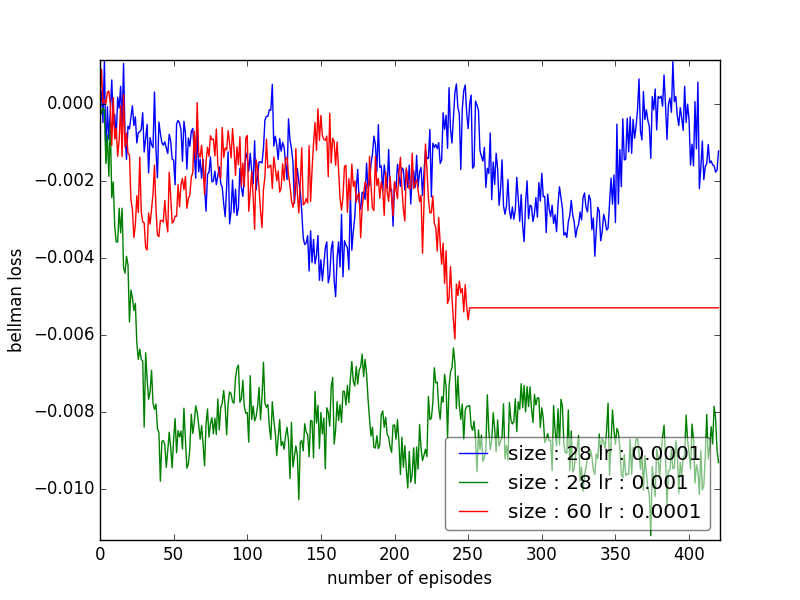 0.000
−0.002
−0.004
−0.006
−0.008
−0.010
bellman loss
size : 28 lr : 0.0001
size : 28 lr : 0.001
size : 60 lr : 0.0001
0 50 100 150 200 250 300 350 400
number of episodes